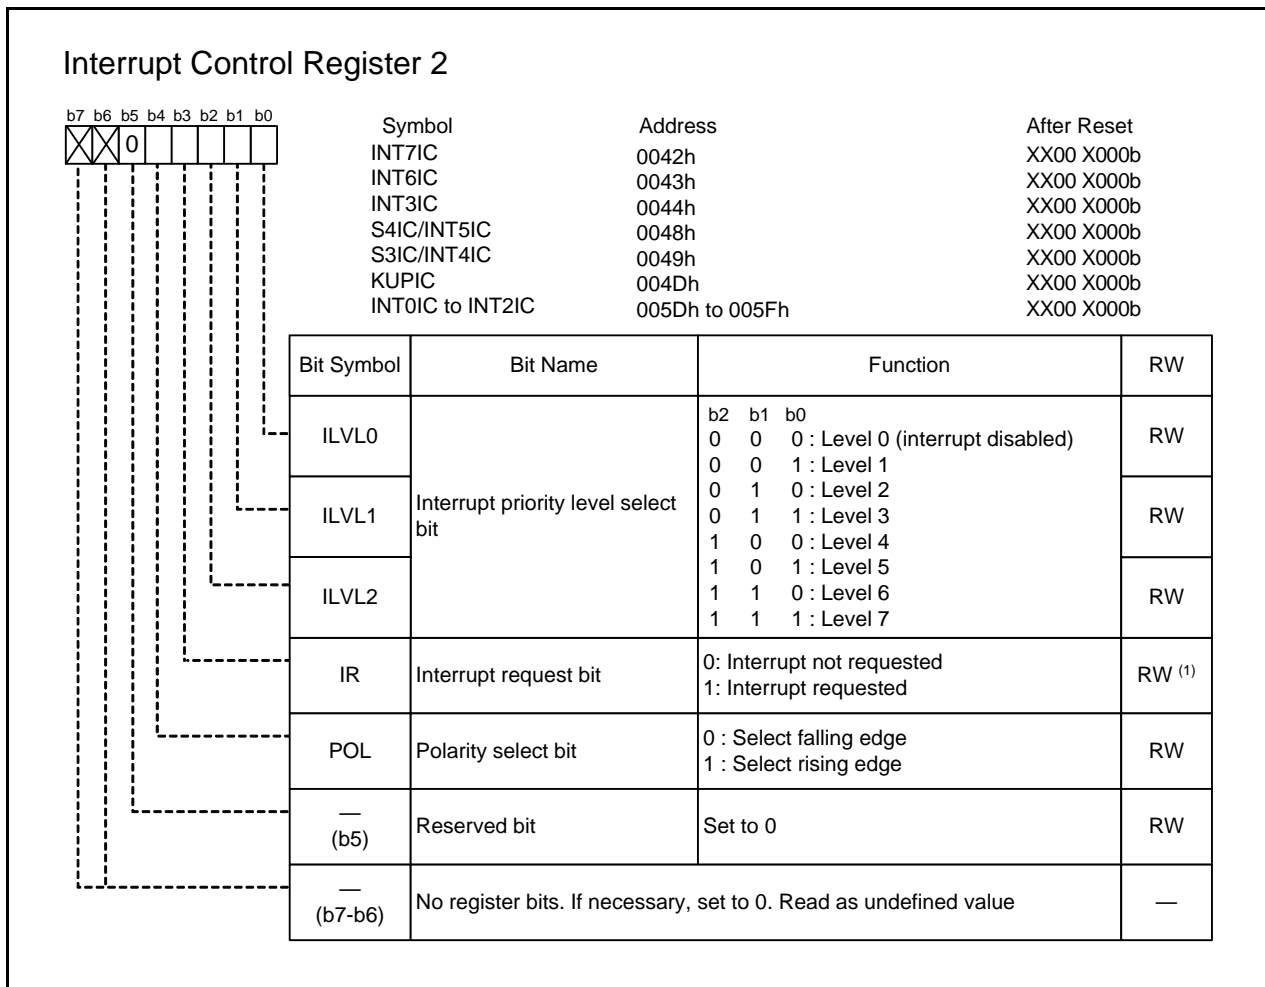 Interrupt Control Register 2
b7 b6 b5 b4 b3 b2 b1 b0
0
Symbol Address After Reset
INT7IC 0042h XX00 X000b
INT6IC 0043h XX00 X000b
INT3IC 0044h XX00 X000b
S4IC/INT5IC 0048h XX00 X000b
S3IC/INT4IC 0049h XX00 X000b
KUPIC 004Dh XX00 X000b
INT0IC to INT2IC 005Dh to 005Fh XX00 X000b
Bit Symbol Bit Name Function RW
ILVL0 RW
ILVL1 RW
ILVL2 RW
Interrupt priority level select
bit
b2 b1 b0
0 0 0 : Level 0 (interrupt disabled)
0 0 1 : Level 1
0 1 0 : Level 2
0 1 1 : Level 3
1 0 0 : Level 4
1 0 1 : Level 5
1 1 0 : Level 6
1 1 1 : Level 7
IR Interrupt request bit
0: Interrupt not requested
1: Interrupt requested
RW (1)
POL Polarity select bit
0 : Select falling edge
1 : Select rising edge
RW
—
(b5)
Reserved bit Set to 0 RW
—
(b7-b6)
No register bits. If necessary, set to 0. Read as undefined value —